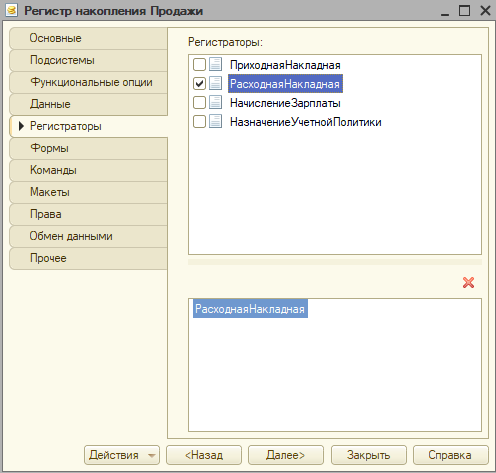 Регистр накопления Продажи
Основные
Подсистемы
Функциональные опции
Данные
Регистраторы
Формы
Команды
Макеты
Права
Обмен данными
Прочее
Регистраторы:
ПриходнаяНакладная
РасходнаяНакладная
НачислениеЗарплаты
НазначениеУчетнойПолитики
РасходнаяНакладная
Действия
<Назад
Далее>
Закрыть
Справка